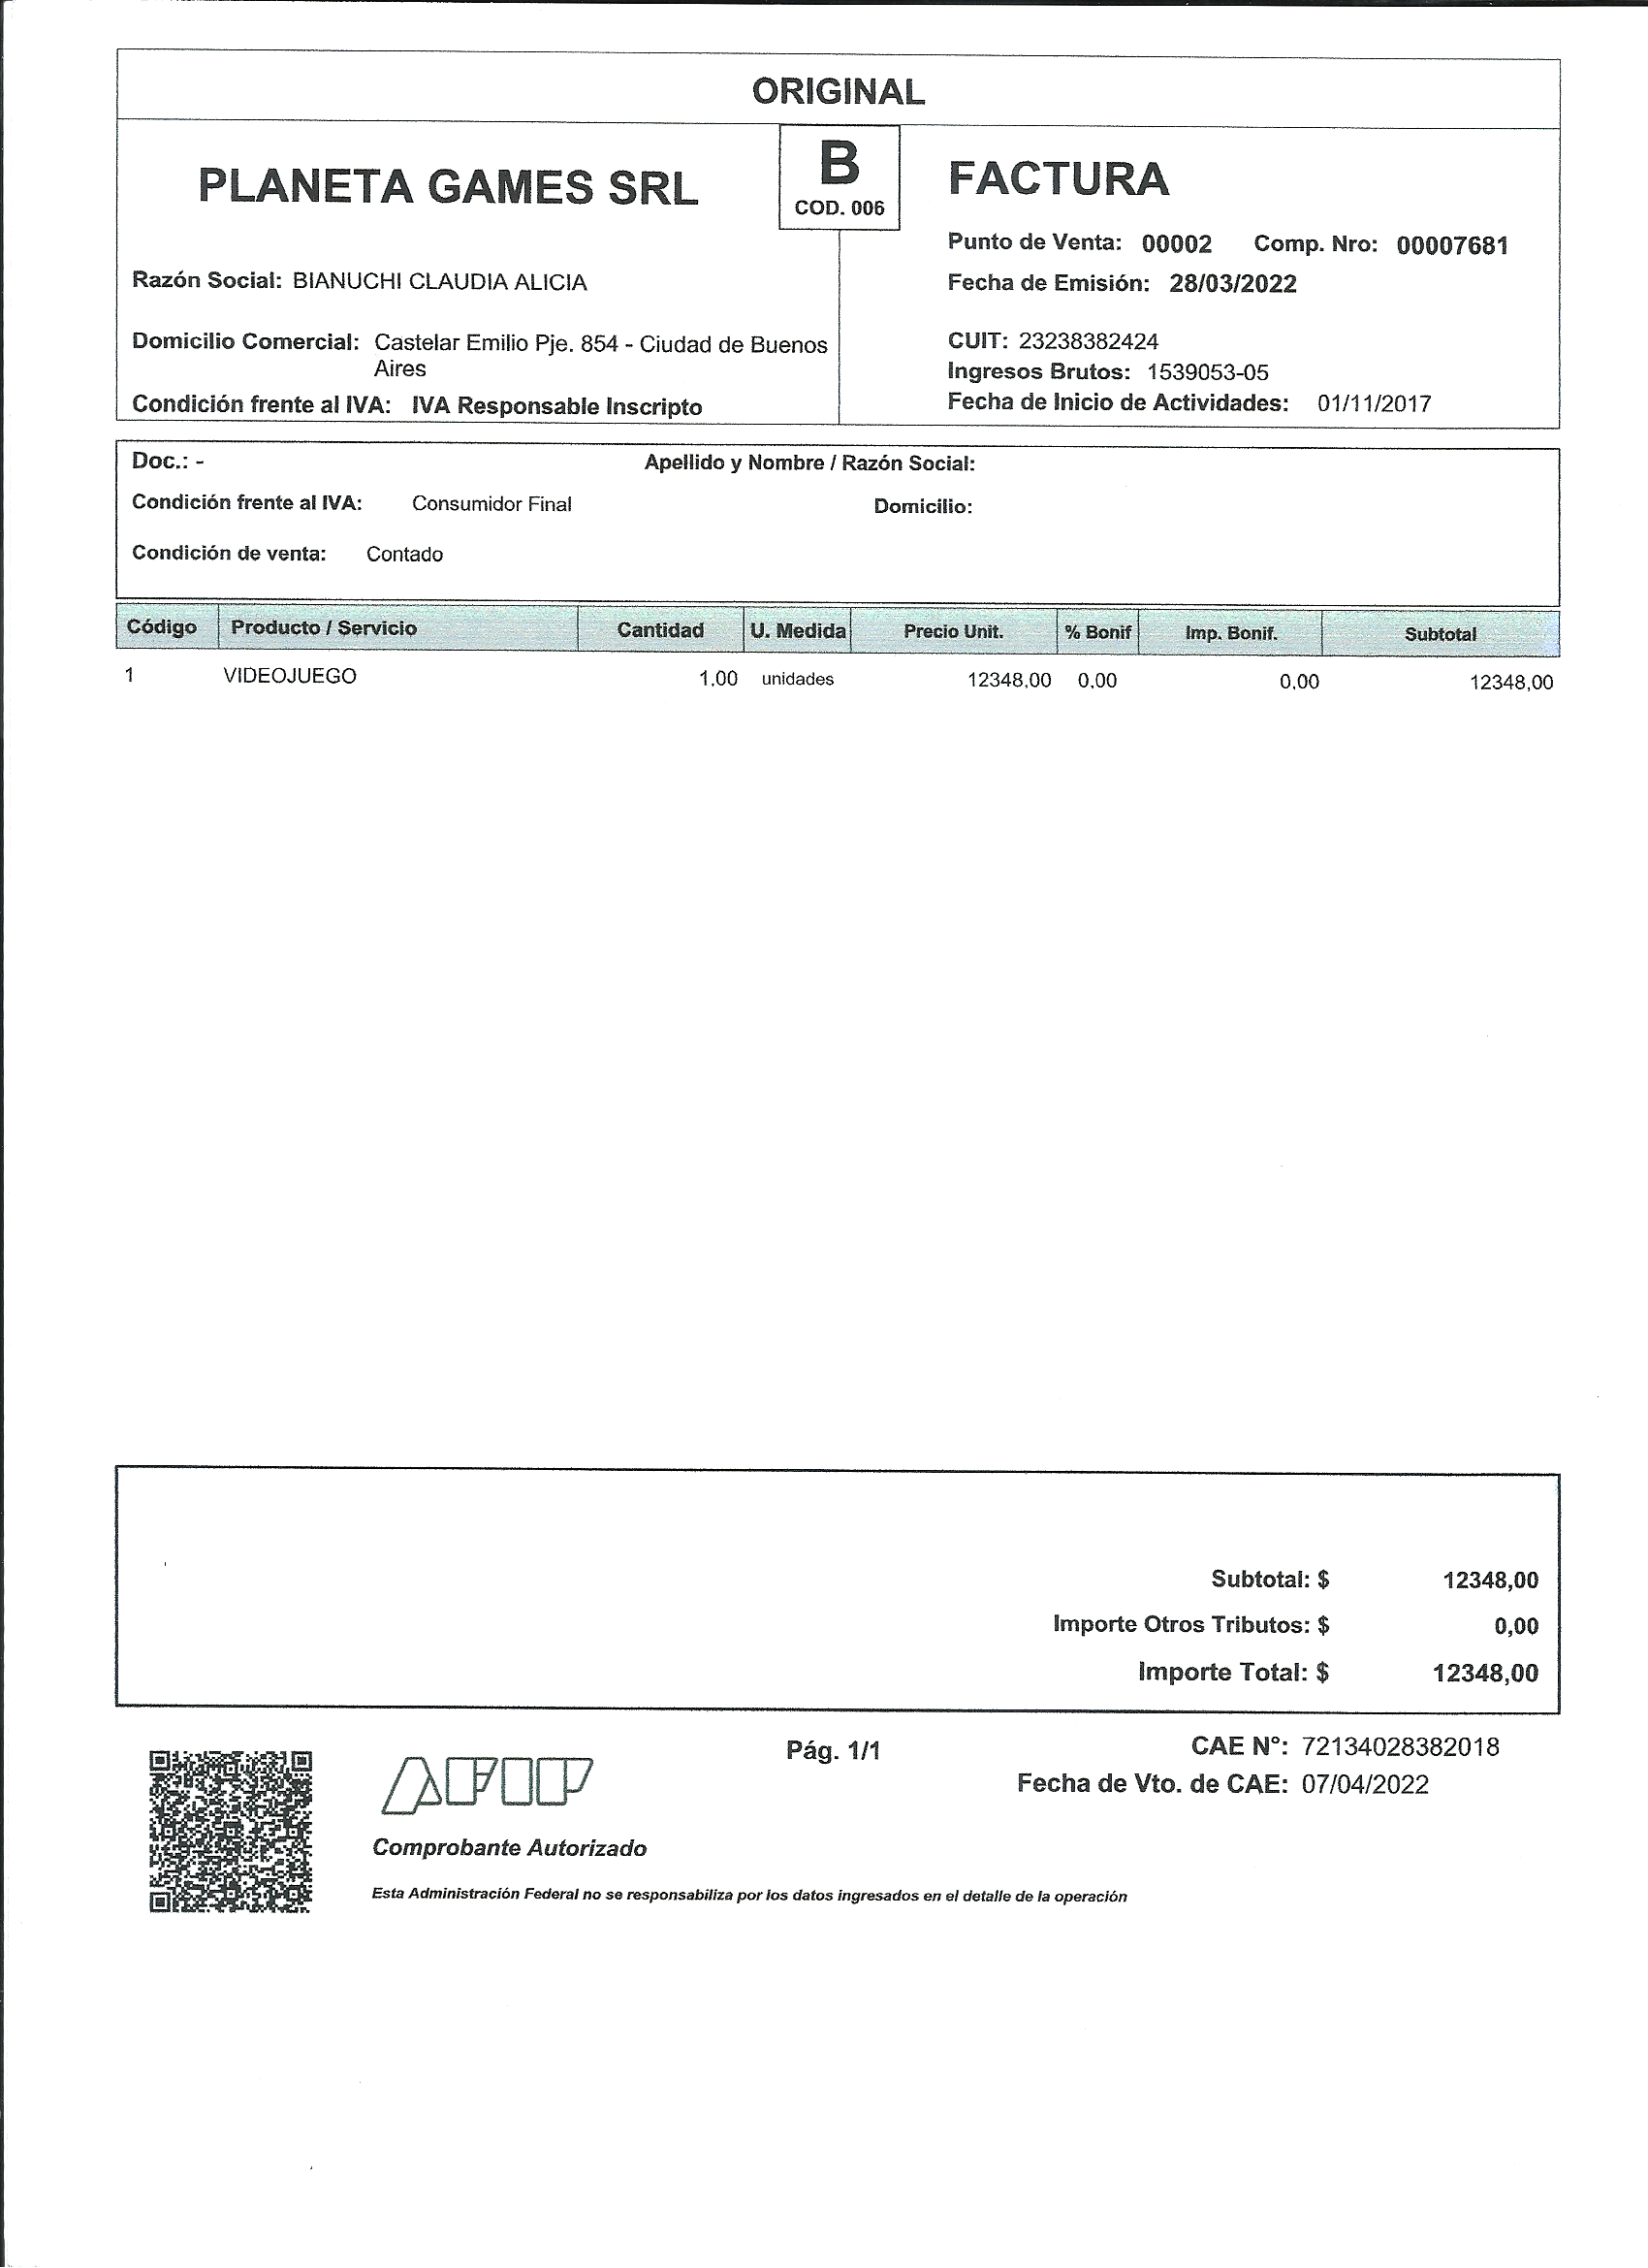 ORIGINAL
PLANETA GAMES SRL
B
COD. 006
FACTURA
Punto de Venta: 00002 Comp. Nro: 00007681
Razón Social: BIANUCHI CLAUDIA ALICIA
Fecha de Emisión: 28/03/2022
Domicilio Comercial: Castelar Emilio Pje. 854 - Ciudad de Buenos
Aires
CUIT: 23238382424
Ingresos Brutos: 1539053-05
Condición frente al IVA: IVA Responsable Inscripto
Fecha de Inicio de Actividades: 01/11/2017
Doc.: - Apellido y Nombre / Razón Social:
Condición frente al IVA: Consumidor Final Domicilio:
Condición de venta: Contado
Código Producto / Servicio Cantidad U. Medida Precio Unit. % Bonif Imp. Bonif. Subtotal
1 VIDEOJUEGO 1,00 unidades 12348,00 0,00 0,00 12348,00
Subtotal: $ 12348,00
Importe Otros Tributos: $ 0,00
Importe Total: $ 12348,00
AFIP
Pág. 1/1
CAE N°: 72134028382018
Fecha de Vto. de CAE: 07/04/2022
Comprobante Autorizado
Esta Administración Federal no se responsabiliza por los datos ingresados en el detalle de la operación